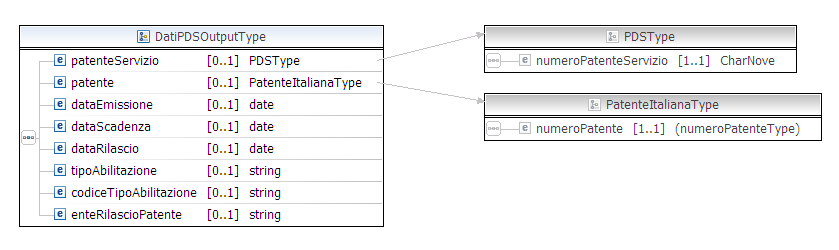 DatiPDSOutputType
patenteServizio [0..1] PDSType
patente [0..1] PatenteItalianaType
dataEmissione [0..1] date
dataScadenza [0..1] date
dataRilascio [0..1] date
tipoAbilitazione [0..1] string
codiceTipoAbilitazione [0..1] string
enteRilascioPatente [0..1] string
PDSType
numeroPatenteServizio [1..1] CharNove
PatenteItalianaType
numeroPatente [1..1] (numeroPatenteType)